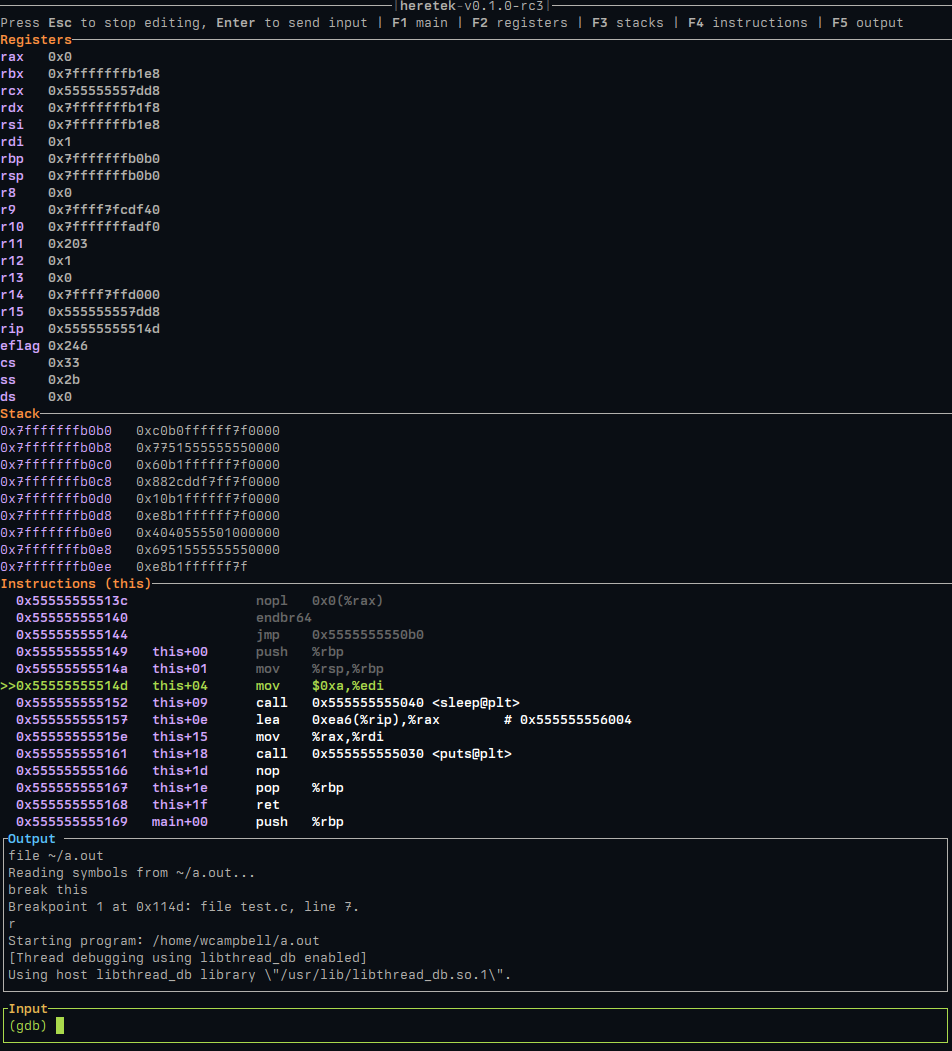 |heretek-v0.1.0-rc3|
Press Esc to stop editing, Enter to send input | F1 main | F2 registers | F3 stacks | F4 instructions | F5 output
Registers
rax 0x0
rbx 0x7fffffffb1e8
rcx 0x555555557dd8
rdx 0x7fffffffb1f8
rsi 0x7fffffffb1e8
rdi 0x1
rbp 0x7fffffffb0b0
rsp 0x7fffffffb0b0
r8 0x0
r9 0x7ffff7fcdf40
r10 0x7fffffffadf0
r11 0x203
r12 0x1
r13 0x0
r14 0x7ffff7ffd000
r15 0x555555557dd8
rip 0x55555555514d
eflag 0x246
cs 0x33
ss 0x2b
ds 0x0
Stack
0x7fffffffb0b0 0xc0b0ffffff7f0000
0x7fffffffb0b8 0x7751555555550000
0x7fffffffb0c0 0x60b1ffffff7f0000
0x7fffffffb0c8 0x882cddf7ff7f0000
0x7fffffffb0d0 0x10b1ffffff7f0000
0x7fffffffb0d8 0xe8b1ffffff7f0000
0x7fffffffb0e0 0x4040555501000000
0x7fffffffb0e8 0x6951555555550000
0x7fffffffb0ee 0xe8b1ffffff7f
Instructions (this)
0x55555555513c nopl 0x0(%rax)
0x555555555140 endbr64
0x555555555144 jmp 0x5555555550b0
0x555555555149 this+00 push %rbp
0x55555555514a this+01 mov %rsp,%rbp
>>0x55555555514d this+04 mov $0xa,%edi
0x555555555152 this+09 call 0x555555555040 <sleep@plt>
0x555555555157 this+0e lea 0xea6(%rip),%rax # 0x555555556004
0x55555555515e this+15 mov %rax,%rdi
0x555555555161 this+18 call 0x555555555030 <puts@plt>
0x555555555166 this+1d nop
0x555555555167 this+1e pop %rbp
0x555555555168 this+1f ret
0x555555555169 main+00 push %rbp
Output
file ~/a.out
Reading symbols from ~/a.out...
break this
Breakpoint 1 at 0x114d: file test.c, line 7.
r
Starting program: /home/wcampbell/a.out
[Thread debugging using libthread_db enabled]
Using host libthread_db library \"/usr/lib/libthread_db.so.1\".
Input
(gdb)